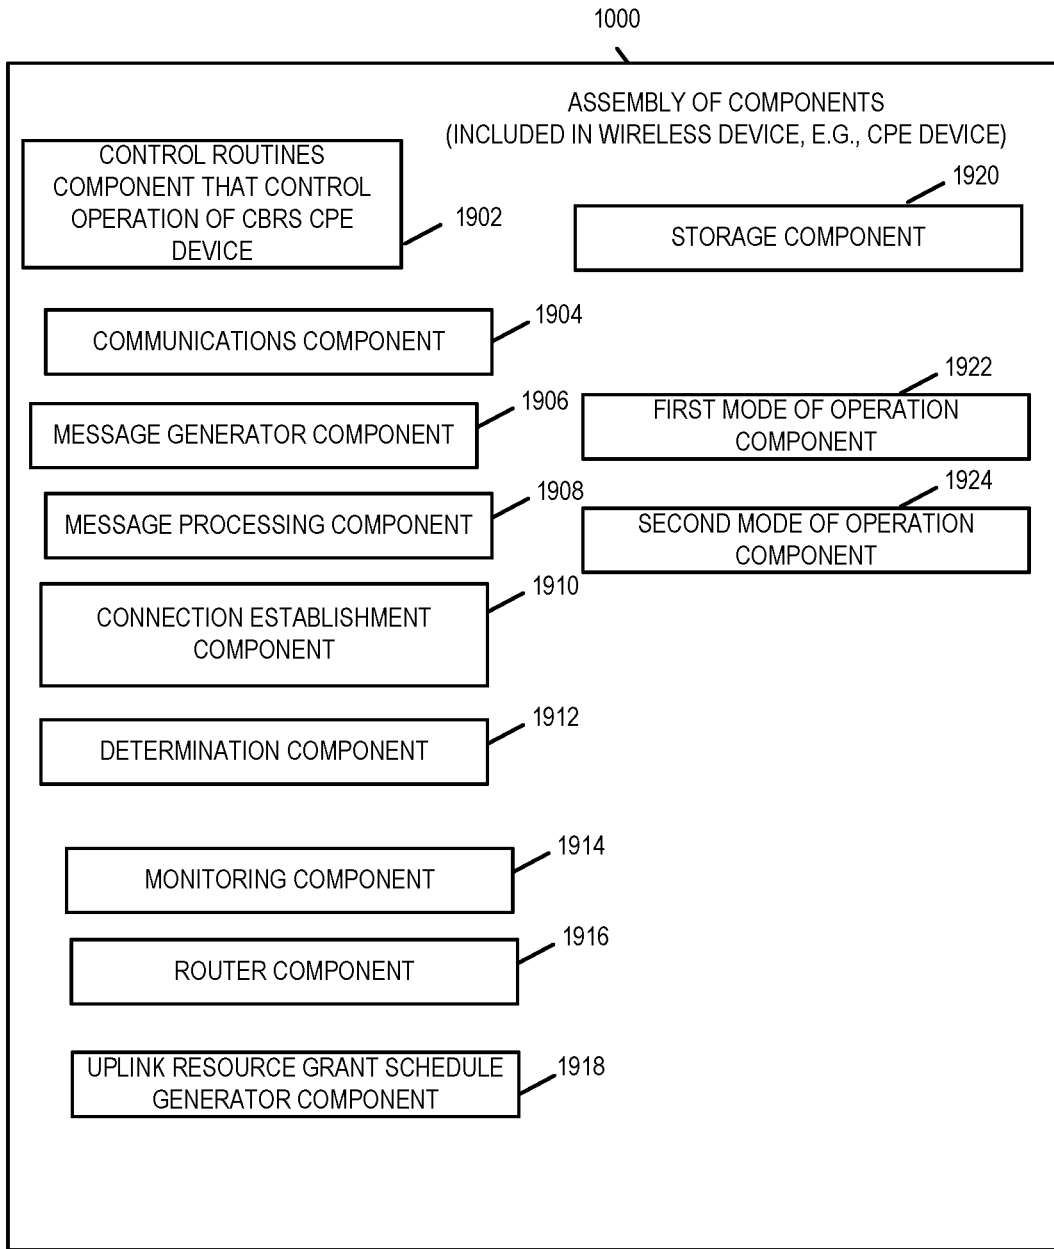 1000
ASSEMBLY OF COMPONENTS
(INCLUDED IN WIRELESS DEVICE, E.G., CPE DEVICE)
CONTROL ROUTINES
COMPONENT THAT CONTROL
OPERATION OF CBRS CPE
DEVICE
1902
1920
STORAGE COMPONENT
1904
COMMUNICATIONS COMPONENT
1906
MESSAGE GENERATOR COMPONENT
1922
FIRST MODE OF OPERATION
COMPONENT
1908
MESSAGE PROCESSING COMPONENT
1924
SECOND MODE OF OPERATION
COMPONENT
1910
CONNECTION ESTABLISHMENT
COMPONENT
1912
DETERMINATION COMPONENT
1914
MONITORING COMPONENT
1916
ROUTER COMPONENT
1918
UPLINK RESOURCE GRANT SCHEDULE
GENERATOR COMPONENT